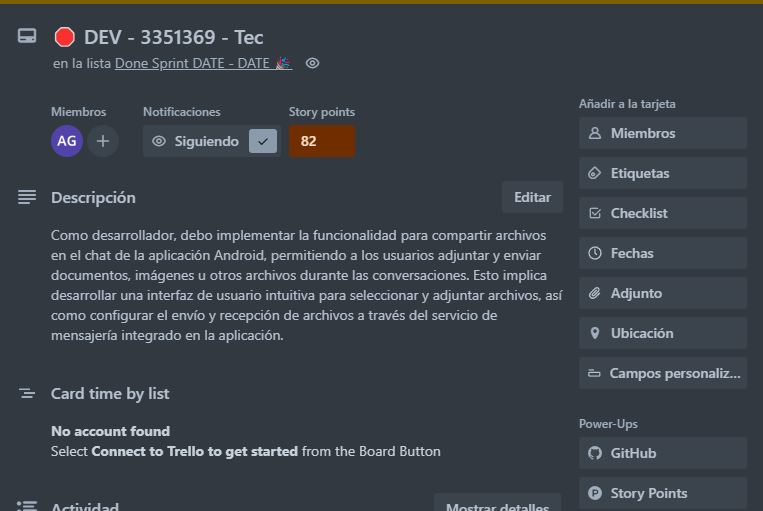 DEV - 3351369 - Tec
en la lista Done Sprint DATE - DATE 🎉
Miembros
Notificaciones
Story points
AG
Siguiendo
82
Descripción
Editar
Como desarrollador, debo implementar la funcionalidad para compartir archivos
en el chat de la aplicación Android, permitiendo a los usuarios adjuntar y enviar
documentos, imágenes u otros archivos durante las conversaciones. Esto implica
desarrollar una interfaz de usuario intuitiva para seleccionar y adjuntar archivos, así
como configurar el envío y recepción de archivos a través del servicio de
mensajería integrado en la aplicación.
Card time by list
No account found
Select Connect to Trello to get started from the Board Button
Actividad
Mostrar detalles
Añadir a la tarjeta
Miembros
Etiquetas
Checklist
Fechas
Adjunto
Ubicación
Campos personaliz...
Power-Ups
GitHub
Story Points